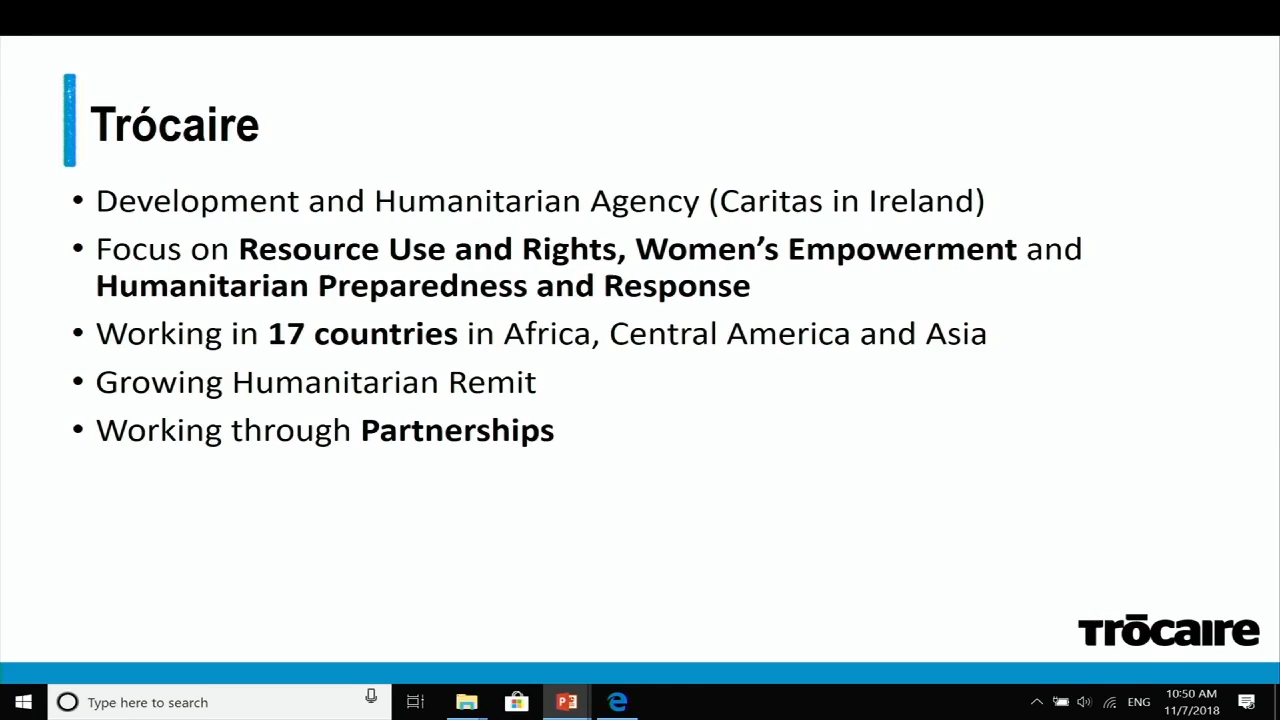 Trócaire
• Development and Humanitarian Agency (Caritas in Ireland)
• Focus on Resource Use and Rights, Women’s Empowerment and
Humanitarian Preparedness and Response
• Working in 17 countries in Africa, Central America and Asia
• Growing Humanitarian Remit
• Working through Partnerships
Trōcaire
Type here to search
ENG
10:50 AM
11/7/2018